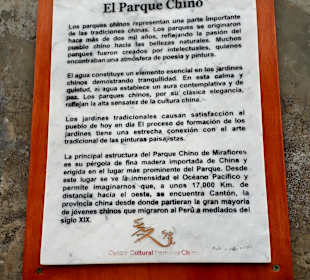 El Parque Chino
Los parques chinos representan una parte importante
de las tradiciones chinas. Los parques se originaron
hace más de dos mil años, reflejando la pasión del
pueblo chino hacia las bellezas naturales. Muchos
parques fueron creados por intelectuales, quienes
encontraban una atmósfera de poesía y pintura.
El agua constituye un elemento esencial en los jardines
chinos demostrando tranquilidad. En esta calma y
quietud, el agua establece un aura contemplativa y de
paz. Los parques chinos, por su clásica elegancia,
reflejan la alta sensatez de la cultura china.
Los jardines tradicionales causan satisfacción al
pueblo de hoy en día El proceso de formación de los
jardines tiene una estrecha conexión con el arte
tradicional de las pinturas paisajistas.
La principal estructura del Parque Chino de Miraflores
es su pérgola de fina madera importada de China y
erigida en el lugar más prominente del Parque. Desde
este lugar se ve la inmensidad el Océano Pacífico y
permite imaginarnos que, a unos 17,000 Km. de
distancia hacia el oeste, se encuentra Cantón, la
provincia china desde donde partieran la gran mayoría
de jóvenes chinos que migraron al Perú a mediados del
siglo XIX.
Centro Cultural Peruano Chino